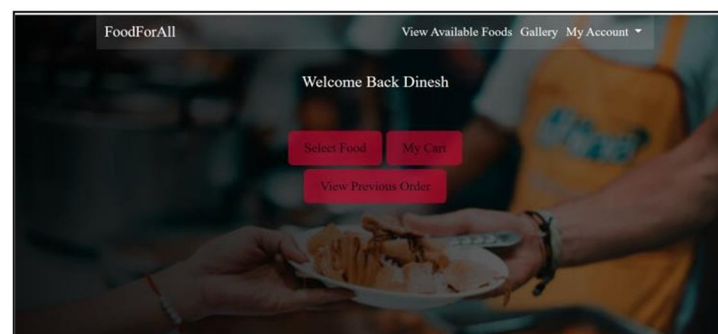 FoodForAll View Available Foods Gallery My Account
Welcome Back Dinesh
Select Food My Cart
View Previous Order